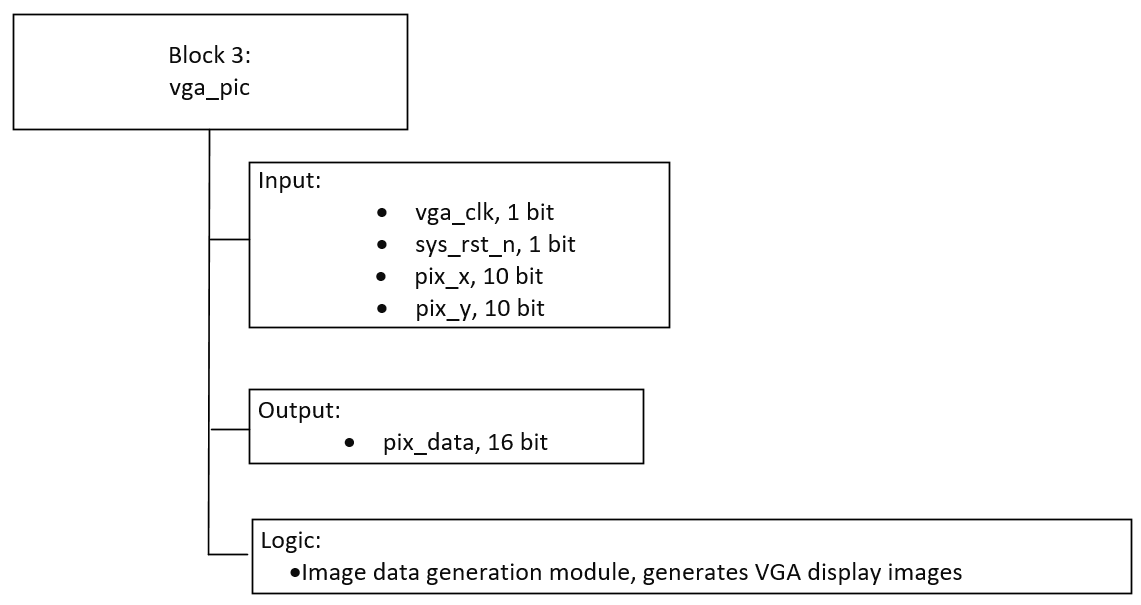 Block 3:
vga_pic
Input:
• vga_clk, 1 bit
• sys_rst_n, 1 bit
• pix_x, 10 bit
• pix_y, 10 bit
Output:
• pix_data, 16 bit
Logic:
•Image data generation module, generates VGA display images